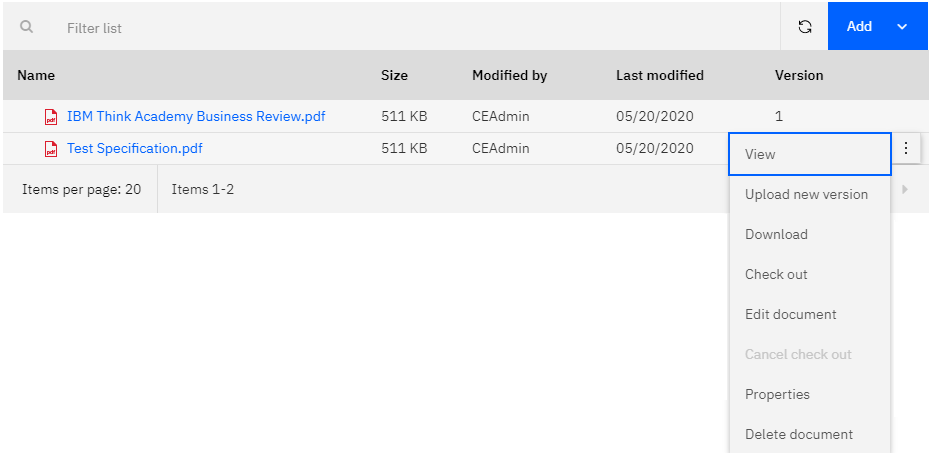 Filter list
Add
Name Size Modified by Last modified Version
pdf IBM Think Academy Business Review.pdf 511 KB CEAdmin 05/20/2020 1
pdf Test Specification.pdf 511 KB CEAdmin 05/20/2020
View
Items per page: 20 Items 1-2
Upload new version
Download
Check out
Edit document
Cancel check out
Properties
Delete document